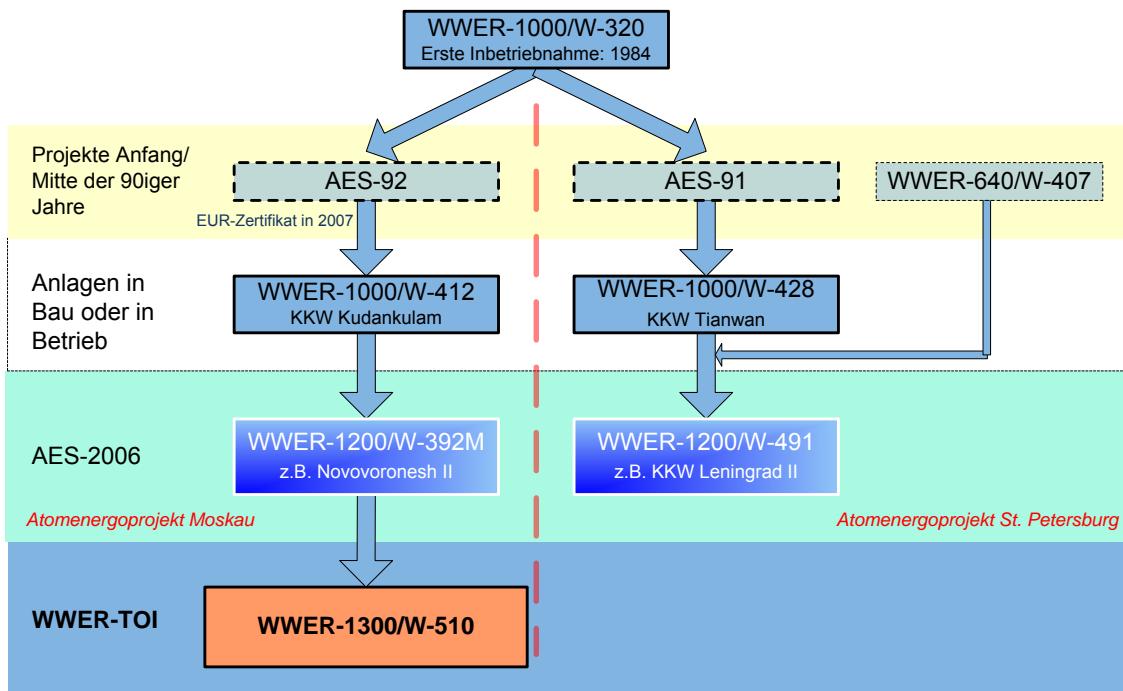 WWER-1000/W-320
Erste Inbetriebnahme: 1984
Projekte Anfang/
Mitte der 90iger
Jahre
AES-92
AES-91
WWER-640/W-407
EUR-Zertifikat in 2007
Anlagen in
Bau oder in
Betrieb
WWER-1000/W-412
KKW Kudankulam
WWER-1000/W-428
KKW Tianwan
AES-2006
WWER-1200/W-392M
z.B. Novovoronesh II
WWER-1200/W-491
z.B. KKW Leningrad II
Atomenergoprojekt Moskau
Atomenergoprojekt St. Petersburg
WWER-TOI
WWER-1300/W-510